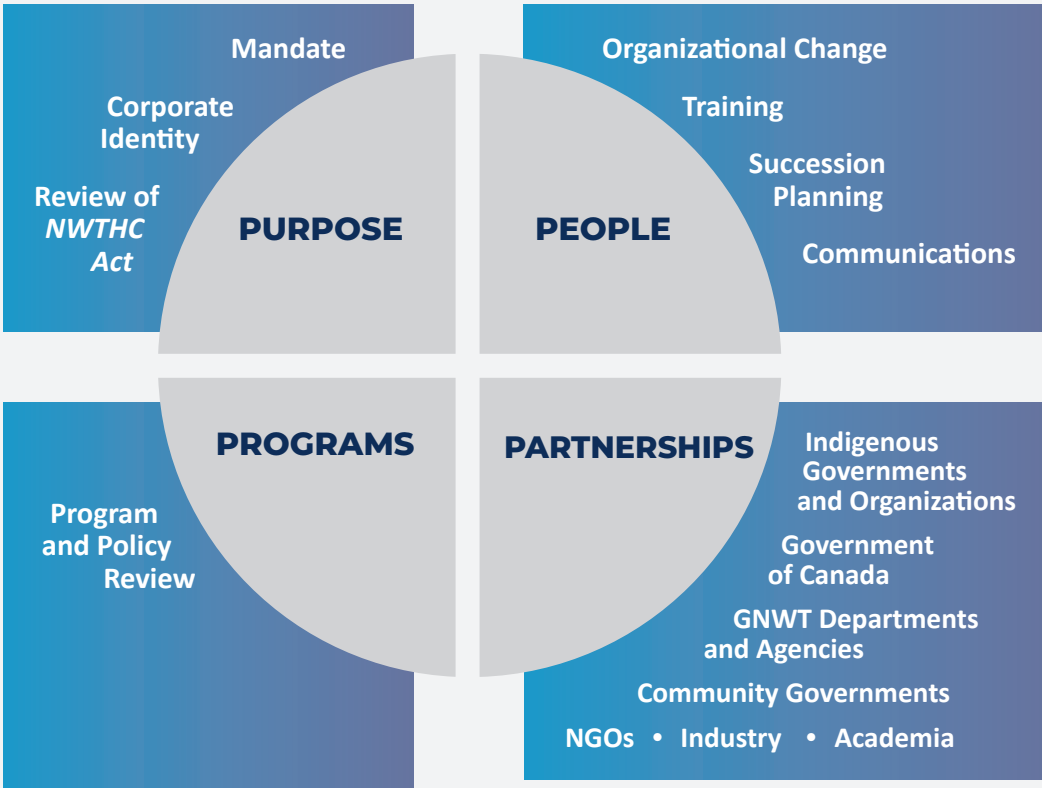 Mandate
Corporate
Identity
Review of
NWTHC
Act
PURPOSE
Organizational Change
Training
Succession
Planning
Communications
PEOPLE
PROGRAMS
Program
and Policy
Review
PARTNERSHIPS
Indigenous
Governments
and Organizations
Government
of Canada
GNWT Departments
and Agencies
Community Governments
NGOs • Industry • Academia